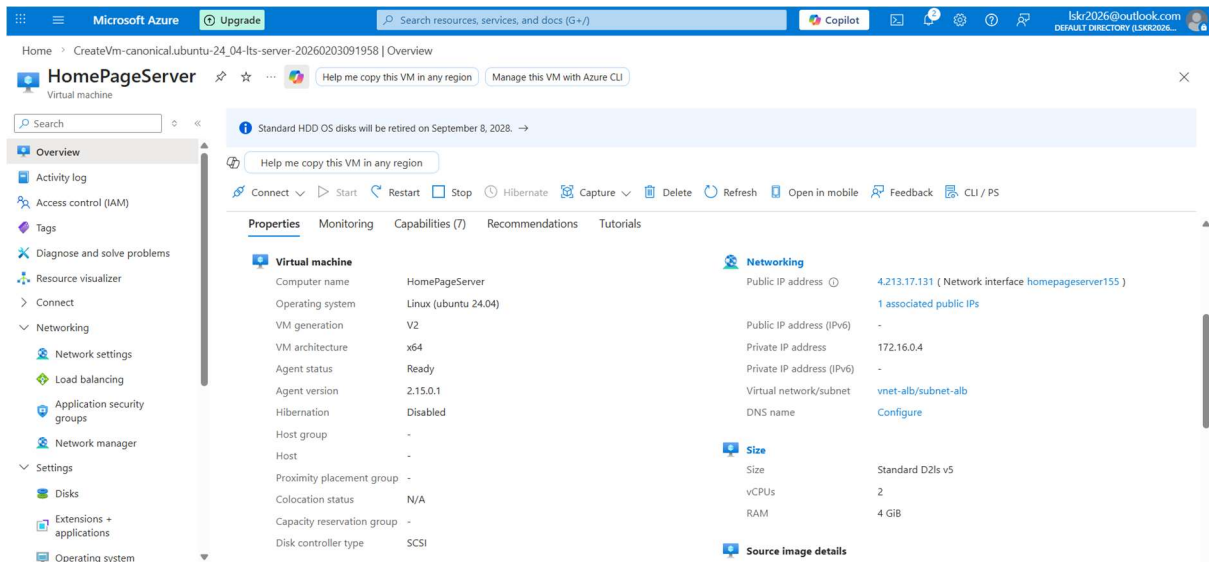 Microsoft Azure
Upgrade
Search resources, services, and docs (G+/)
Copilot
2
lskr2026@outlook.com
DEFAULT DIRECTORY (LSKR2026...
Home > CreateVm-canonical.ubuntu-24_04-lts-server-20260203091958 | Overview
HomePageServer
Help me copy this VM in any region
Manage this VM with Azure CLI
Virtual machine
Search
Overview
Activity log
Access control (IAM)
Tags
Diagnose and solve problems
Resource visualizer
Connect
Networking
Network settings
Load balancing
Application security
groups
Network manager
Settings
Disks
Extensions +
applications
Operating system
Standard HDD OS disks will be retired on September 8, 2028. →
Help me copy this VM in any region
Connect Start Restart Stop Hibernate Capture Delete Refresh Open in mobile Feedback CLI / PS
Properties Monitoring Capabilities (7) Recommendations Tutorials
Virtual machine
Computer name HomePageServer
Operating system Linux (ubuntu 24.04)
VM generation V2
VM architecture x64
Agent status Ready
Agent version 2.15.0.1
Hibernation Disabled
Host group -
Host -
Proximity placement group -
Colocation status N/A
Capacity reservation group -
Disk controller type SCSI
Networking
Public IP address 4.213.17.131 ( Network interface homepageserver155 )
1 associated public IPs
Public IP address (IPv6) -
Private IP address 172.16.0.4
Private IP address (IPv6) -
Virtual network/subnet vnet-alb/subnet-alb
DNS name Configure
Size
Size Standard D2ls v5
vCPUs 2
RAM 4 GiB
Source image details